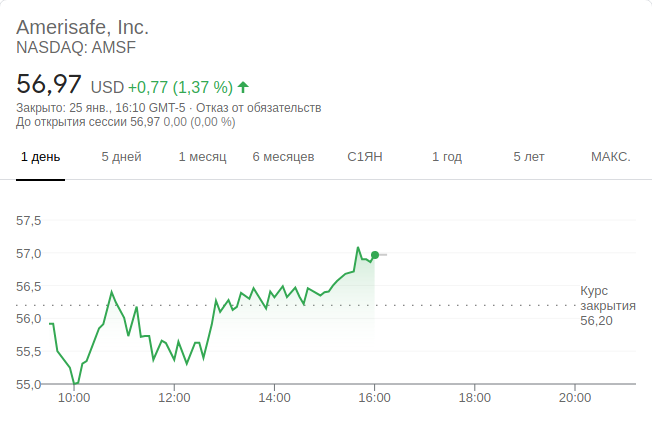 Amerisafe, Inc.
NASDAQ: AMSF
56,97 USD +0,77 (1,37 %)
Закрыто: 25 янв., 16:10 GMT-5 · Отказ от обязательств
До открытия сессии 56,97 0,00 (0,00 %)
1 день 5 дней 1 месяц 6 месяцев С1ЯН 1 год 5 лет МАКС.
57,5
57,0
56,5
56,0
55,5
55,0
Курс
закрытия
56,20
10:00 12:00 14:00 16:00 18:00 20:00